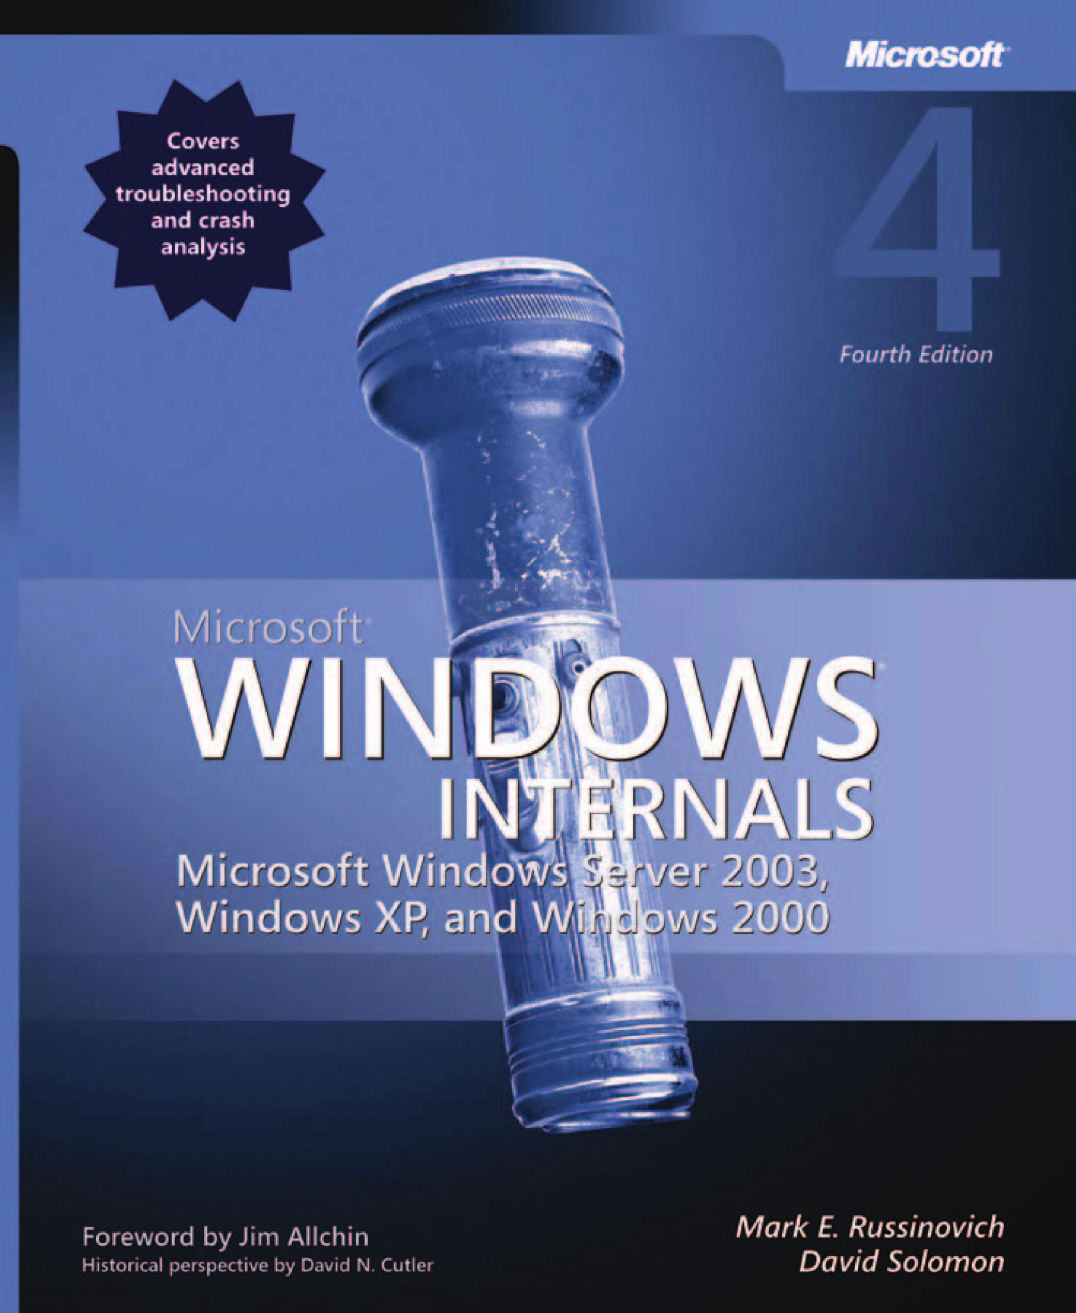 Microsoft
Covers
advanced
troubleshooting
and crash
analysis
4
Fourth Edition
Microsoft®
WINDOWS®
INTERNALS
Microsoft Windows Server 2003,
Windows XP, and Windows 2000
Foreword by Jim Allchin
Historical perspective by David N. Cutler
Mark E. Russinovich
David Solomon